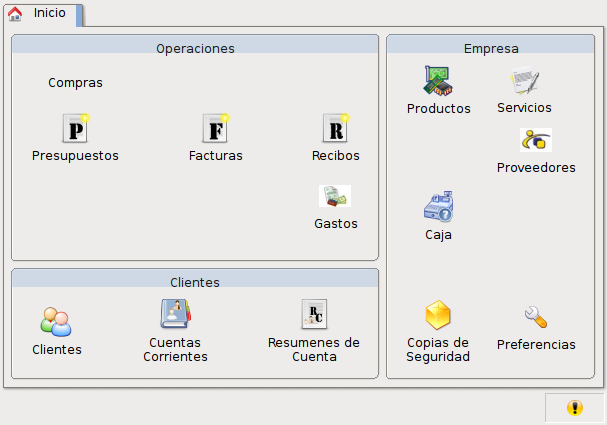 Inicio
Operaciones
Compras
P
F
R
Presupuestos
Facturas
Recibos
Gastos
Clientes
Clientes
Cuentas
Corrientes
RC
Resumenes de
Cuenta
Empresa
Productos
Servicios
Proveedores
Caja
Copias de
Seguridad
Preferencias